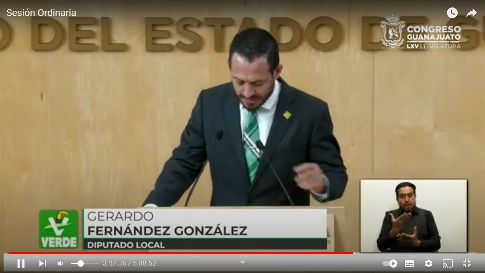 Sesión Ordinaria
O DEL ESTADO DE G
CONGRESO
GUANAJUATO
LXV LEGISLATURA
VERDE
GERARDO
FERNÁNDEZ GONZÁLEZ
DIPUTADO LOCAL